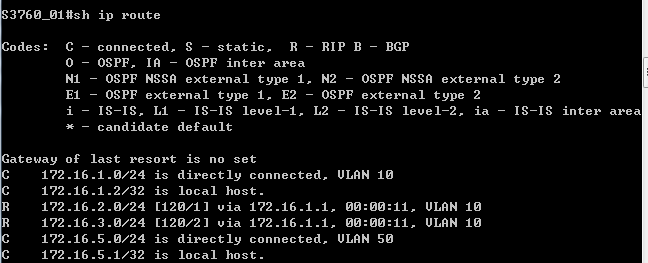 S3760_01#sh ip route
Codes: C - connected, S - static, R - RIP B - BGP
O - OSPF, IA - OSPF inter area
N1 - OSPF NSSA external type 1, N2 - OSPF NSSA external type 2
E1 - OSPF external type 1, E2 - OSPF external type 2
i - IS-IS, L1 - IS-IS level-1, L2 - IS-IS level-2, ia - IS-IS inter area
* - candidate default
Gateway of last resort is no set
C 172.16.1.0/24 is directly connected, VLAN 10
C 172.16.1.2/32 is local host.
R 172.16.2.0/24 [120/1] via 172.16.1.1, 00:00:11, VLAN 10
R 172.16.3.0/24 [120/2] via 172.16.1.1, 00:00:11, VLAN 10
C 172.16.5.0/24 is directly connected, VLAN 50
C 172.16.5.1/32 is local host.